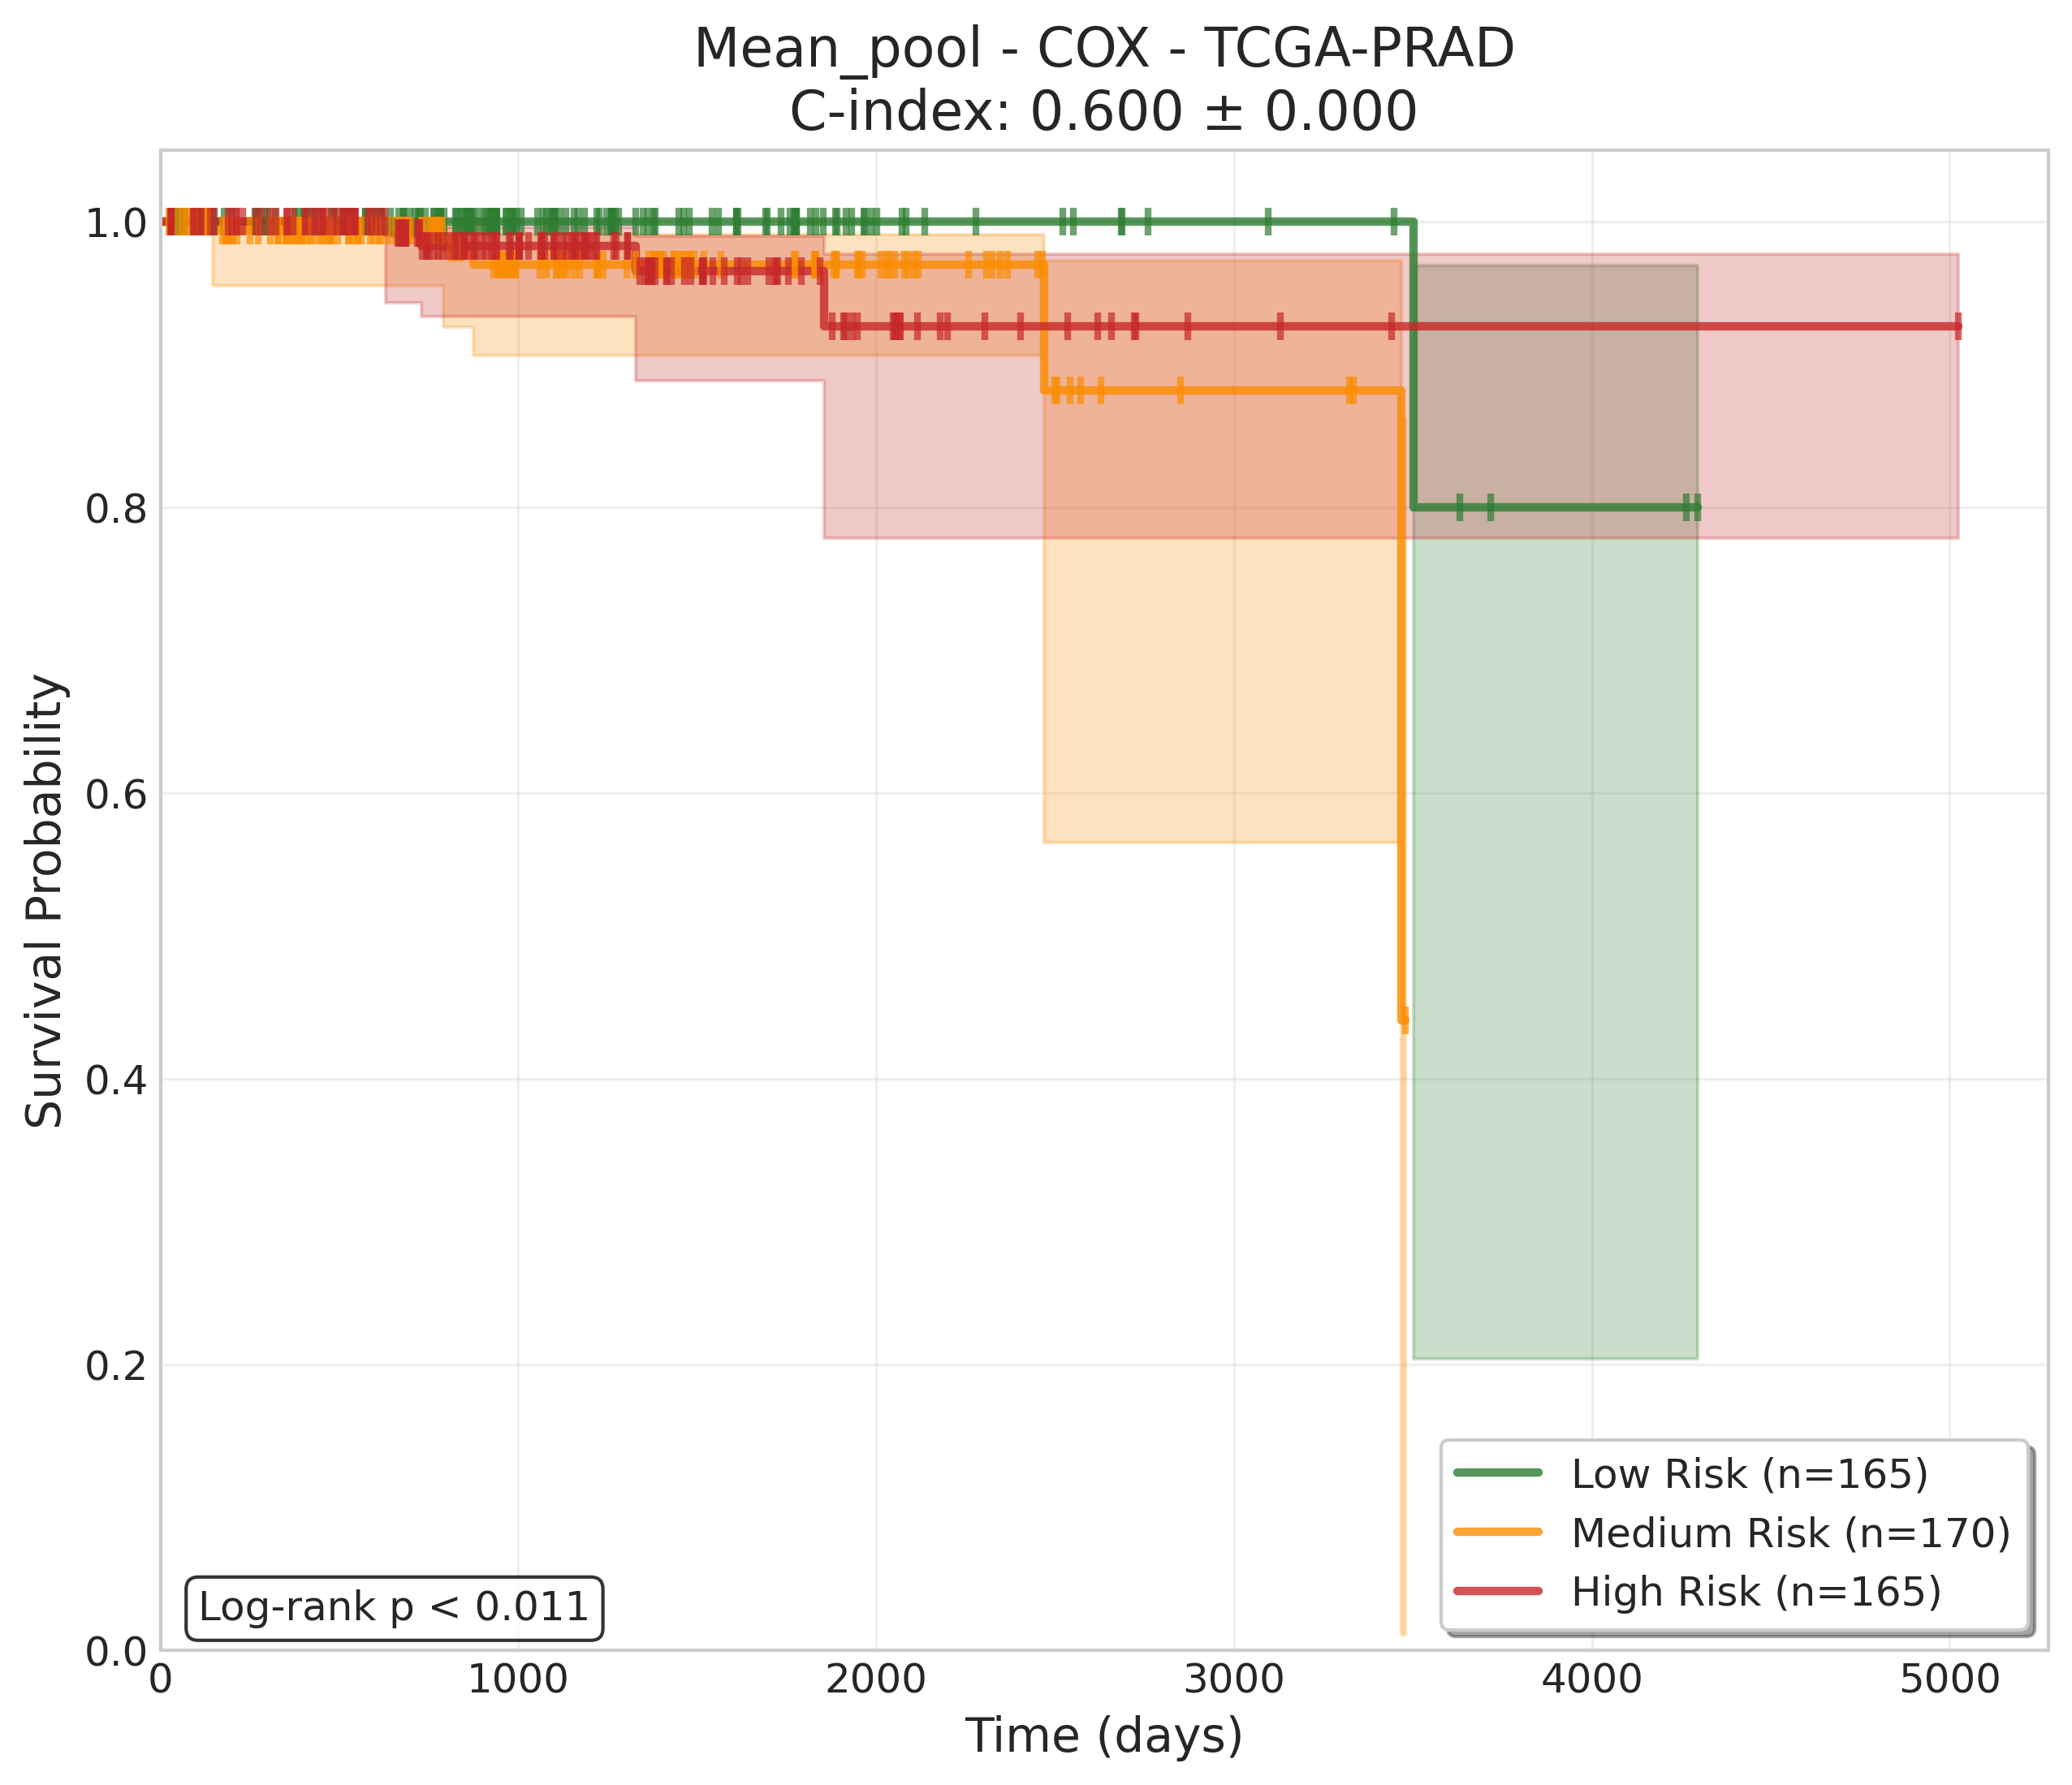 Mean_pool - COX - TCGA-PRAD
C-index: 0.600 ± 0.000
Survival Probability
1.0
0.8
0.6
0.4
0.2
0.0
0
1000
2000
3000
4000
5000
Time (days)
Log-rank p < 0.011
Low Risk (n=165)
Medium Risk (n=170)
High Risk (n=165)